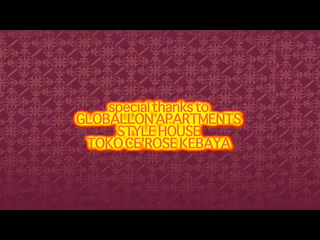 special thanks to
GLOBALLON'APARTMENTS
STYLE HOUSE
TOKO CE'ROSE KEBAYA